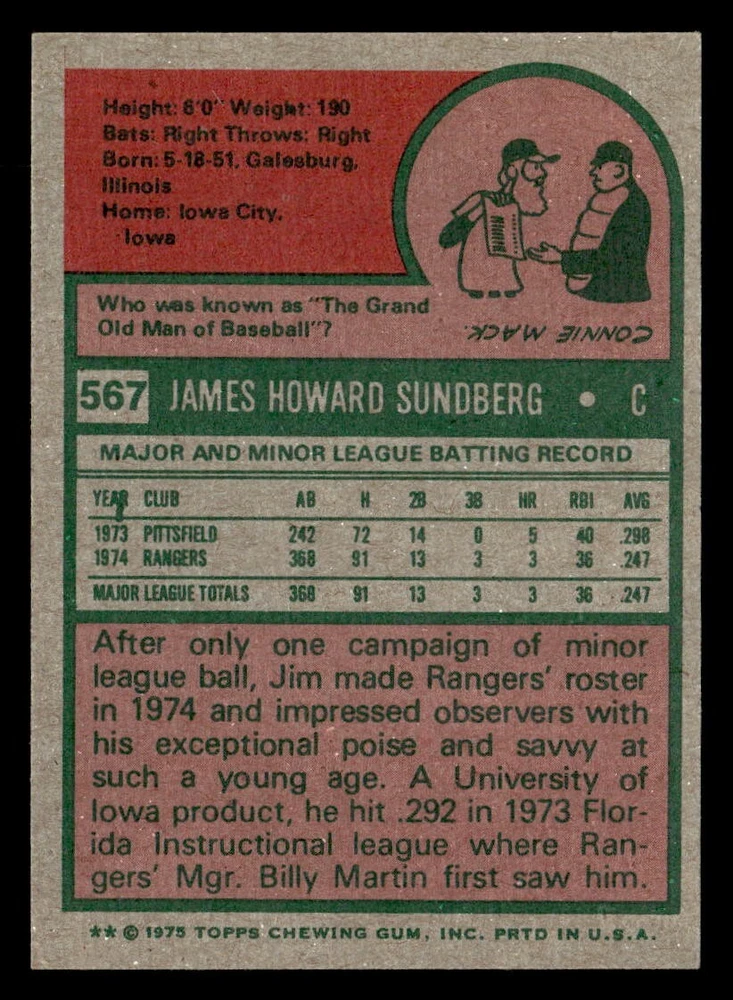 Height: 6'0" Weight: 190
Bats: Right Throws: Right
Born: 5-18-51, Galesburg,
Illinois
Home: Iowa City,
Iowa
Who was known as "The Grand
Old Man of Baseball"?
CONNIE MACK.
567 JAMES HOWARD SUNDBERG • C
MAJOR AND MINOR LEAGUE BATTING RECORD
YEAR CLUB AB H 2B 3B HR RBI AVG
1973 PITTSFIELD 242 72 14 0 5 40 .298
1974 RANGERS 368 91 13 3 3 36 .247
MAJOR LEAGUE TOTALS 368 91 13 3 3 36 .247
After only one campaign of minor
league ball, Jim made Rangers' roster
in 1974 and impressed observers with
his exceptional poise and savvy at
such a young age. A University of
Iowa product, he hit .292 in 1973 Flor-
ida Instructional league where Ran-
gers' Mgr. Billy Martin first saw him.
** © 1975 TOPPS CHEWING GUM, INC. PRTD IN U.S.A.